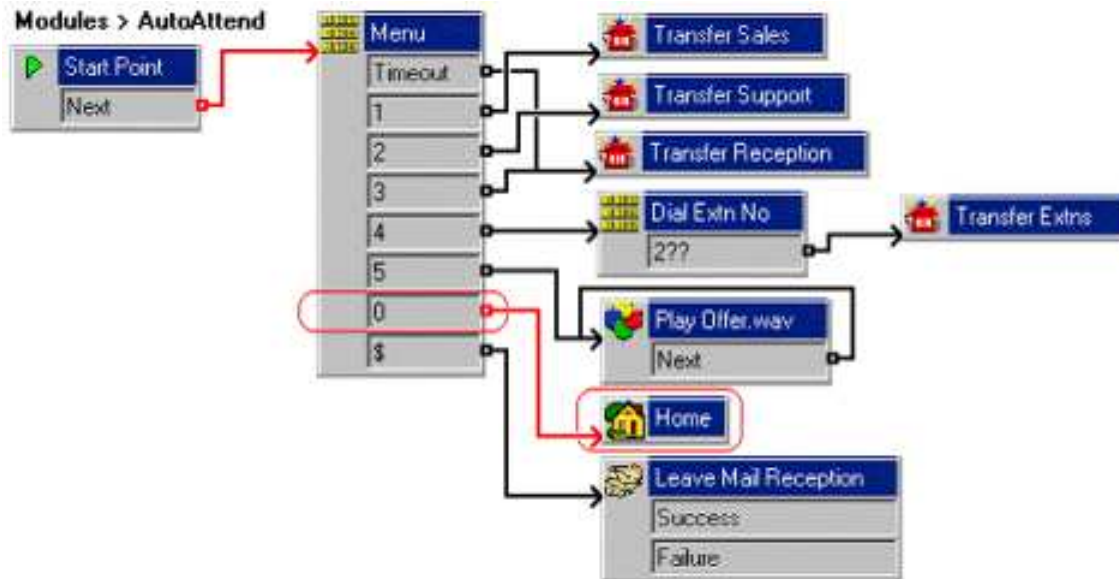 Modules > AutoAttend
Start Point
Next
Menu
Timeout
1
2
3
4
5
0
$
Transfer Sales
Transfer Support
Transfer Reception
Dial Extn No
2??
Transfer Extns
Play Offer.wav
Next
Home
Leave Mail Reception
Success
Failure